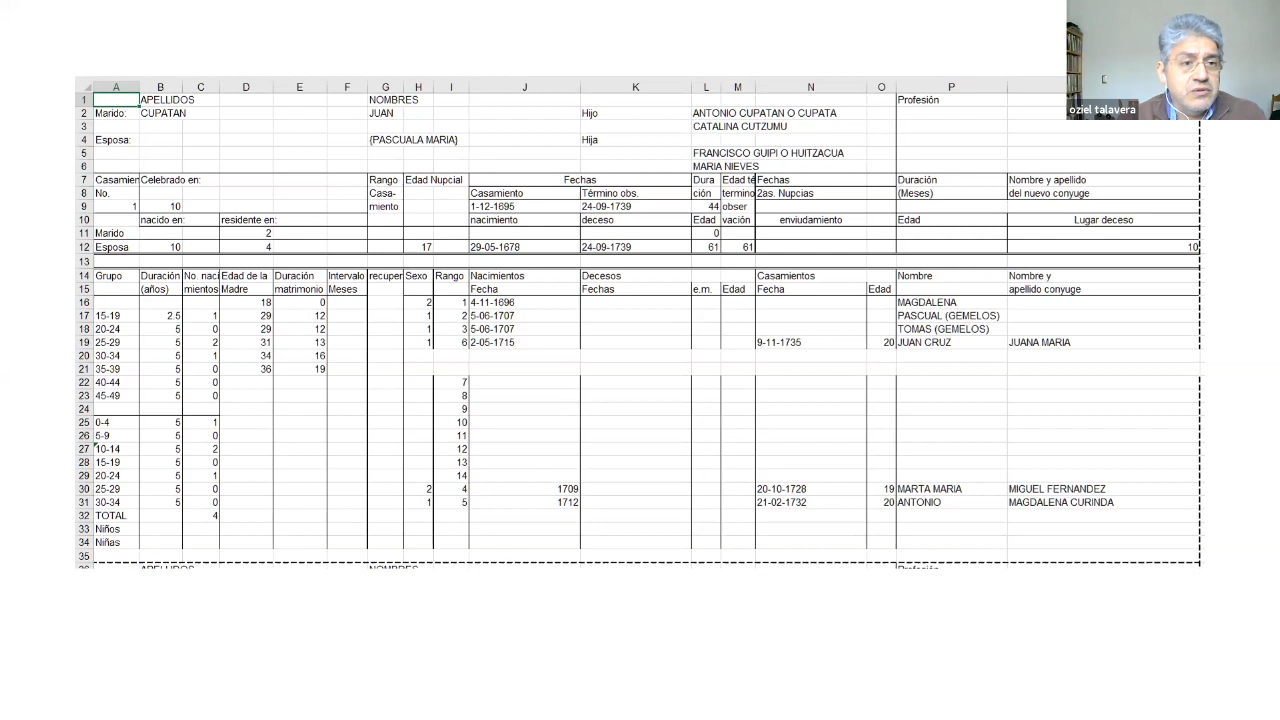 oziel talavera
A B C D E F G H I J K L M N O P
1 APELLIDOS NOMBRES Profesión
2 Marido: CUPATAN JUAN Hijo ANTONIO CUPATAN O CUPATA
3 CATALINA CUTZUMU
4 Esposa: {PASCUALA MARIA} Hija
5 FRANCISCO GUIPI O HUITZACUA
6 MARIA NIEVES
7 Casamien Celebrado en: Rango Edad Nupcial Fechas Dura Edad té Fechas Duración Nombre y apellido
8 No. Casa- Casamiento Término obs. ción termino 2as. Nupcias (Meses) del nuevo conyuge
9 1 10 miento 1-12-1695 24-09-1739 44 obser
10 nacido en: residente en: nacimiento deceso Edad vación enviudamiento Edad Lugar deceso
11 Marido 2 0
12 Esposa 10 4 17 29-05-1678 24-09-1739 61 61 10
13
14 Grupo Duración No. naci Edad de la Duración Intervalo recuper Sexo Rango Nacimientos Decesos Casamientos Nombre Nombre y
15 (años) mientos Madre matrimonio Meses Fecha Fechas e.m. Edad Fecha Edad apellido conyuge
16 18 0 2 1 4-11-1696 MAGDALENA
17 15-19 2.5 1 29 12 1 2 5-06-1707 PASCUAL (GEMELOS)
18 20-24 5 0 29 12 1 3 5-06-1707 TOMAS (GEMELOS)
19 25-29 5 2 31 13 1 6 2-05-1715 9-11-1735 20 JUAN CRUZ JUANA MARIA
20 30-34 5 1 34 16
21 35-39 5 0 36 19
22 40-44 5 0 7
23 45-49 5 0 8
24 9
25 0-4 5 1 10
26 5-9 5 0 11
27 10-14 5 2 12
28 15-19 5 0 13
29 20-24 5 1 14
30 25-29 5 0 2 4 1709 20-10-1728 19 MARTA MARIA MIGUEL FERNANDEZ
31 30-34 5 0 1 5 1712 21-02-1732 20 ANTONIO MAGDALENA CURINDA
32 TOTAL 4
33 Niños
34 Niñas
35
APELLIDOS NOMBRES Profesión